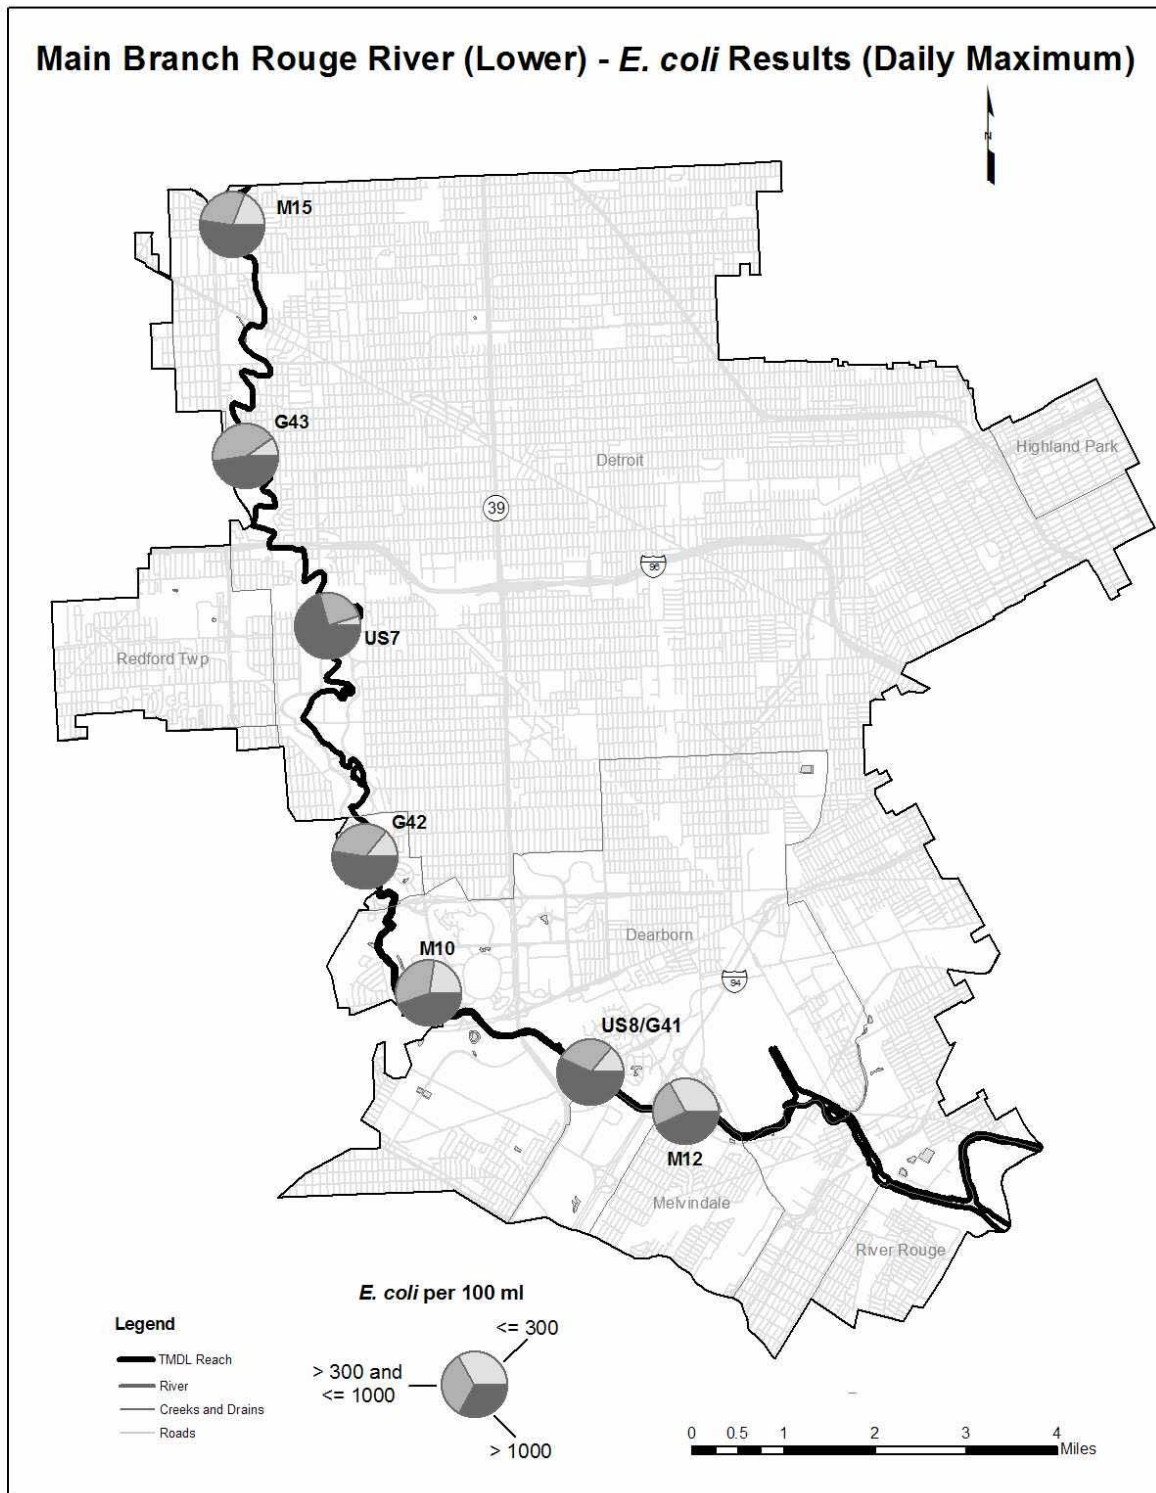 Main Branch Rouge River (Lower) - E. coli Results (Daily Maximum)
N
M15
G43
Highland Park
Detroit
39
96
US7
Redford Twp
G42
Dearborn
M10
94
US8/G41
M12
Melvindale
River Rouge
E. coli per 100 ml
<= 300
> 300 and
<= 1000
> 1000
Legend
TMDL Reach
River
Creeks and Drains
Roads
0 0.5 1 2 3 4
Miles